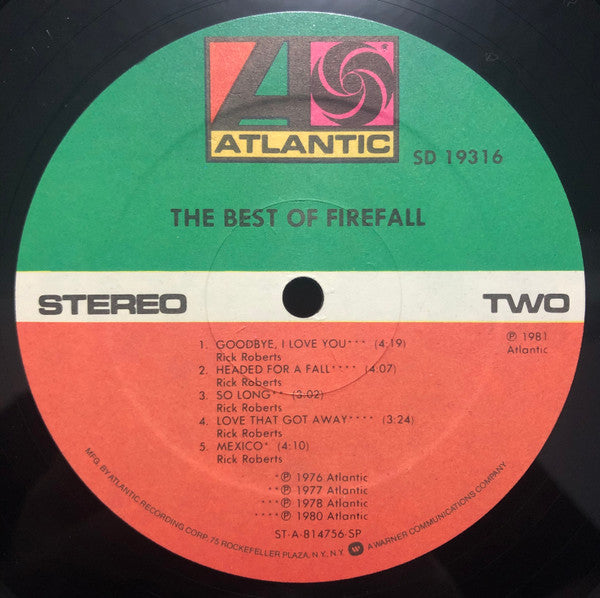 ATLANTIC
SD 19316
THE BEST OF FIREFALL
STEREO
TWO
℗ 1981
Atlantic
1. GOODBYE, I LOVE YOU*** (4:19)
Rick Roberts
2. HEADED FOR A FALL**** (4:07)
Rick Roberts
3. SO LONG** (3:02)
Rick Roberts
4. LOVE THAT GOT AWAY**** (3:24)
Rick Roberts
5. MEXICO* (4:10)
Rick Roberts
*℗ 1976 Atlantic
**℗ 1977 Atlantic
***℗ 1978 Atlantic
****℗ 1980 Atlantic
ST-A-814756-SP
MFG. BY ATLANTIC RECORDING CORP. 75 ROCKEFELLER PLAZA, N.Y., N.Y. W A WARNER COMMUNICATIONS COMPANY